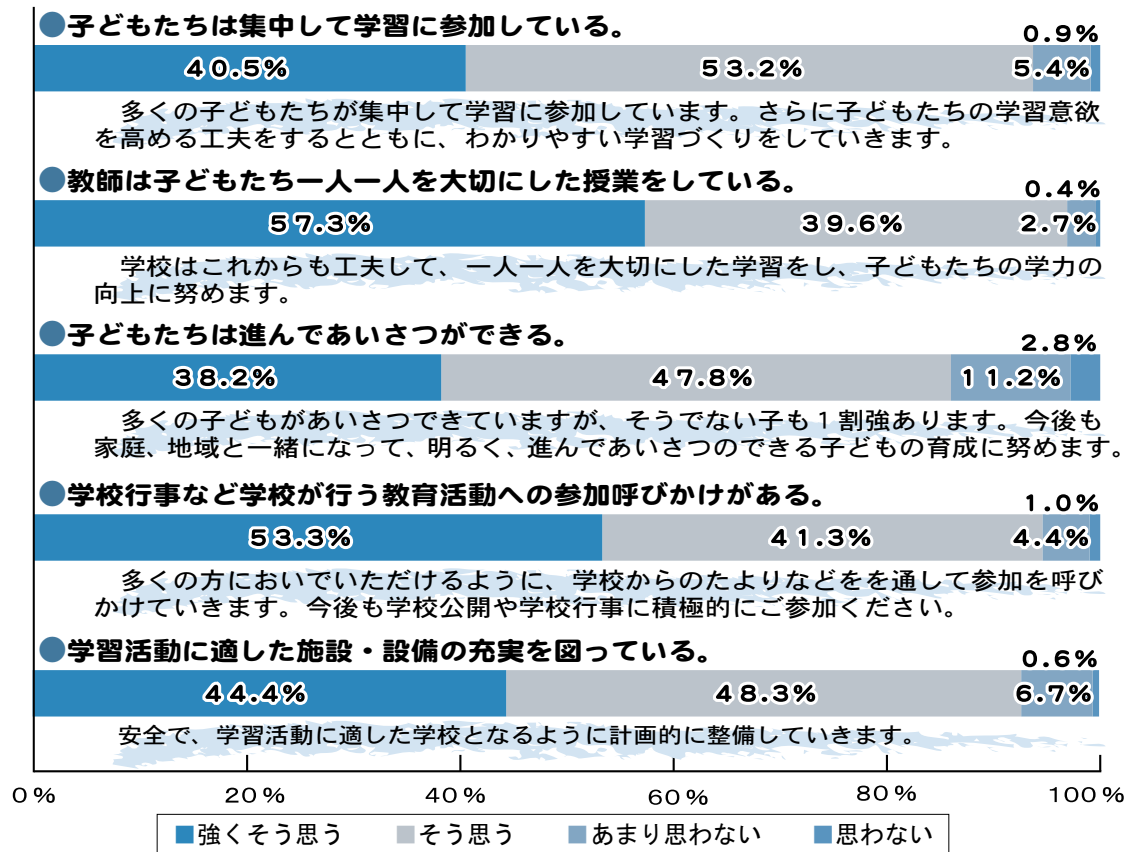 ●子どもたちは集中して学習に参加している。
0.9%
40.5% 53.2% 5.4%
多くの子どもたちが集中して学習に参加しています。さらに子どもたちの学習意欲
を高める工夫をするとともに、わかりやすい学習づくりをしていきます。
●教師は子どもたち一人一人を大切にした授業をしている。
0.4%
57.3% 39.6% 2.7%
学校はこれからも工夫して、一人一人を大切にした学習をし、子どもたちの学力の
向上に努めます。
●子どもたちは進んであいさつができる。
2.8%
38.2% 47.8% 11.2%
多くの子どもがあいさつできていますが、そうでない子も1割強あります。今後も
家庭、地域と一緒になって、明るく、進んであいさつのできる子どもの育成に努めます。
●学校行事など学校が行う教育活動への参加呼びかけがある。
1.0%
53.3% 41.3% 4.4%
多くの方においでいただけるように、学校からのたよりなどをを通して参加を呼び
かけていきます。今後も学校公開や学校行事に積極的にご参加ください。
●学習活動に適した施設・設備の充実を図っている。
0.6%
44.4% 48.3% 6.7%
安全で、学習活動に適した学校となるように計画的に整備していきます。
0% 20% 40% 60% 80% 100%
強くそう思う そう思う あまり思わない 思わない